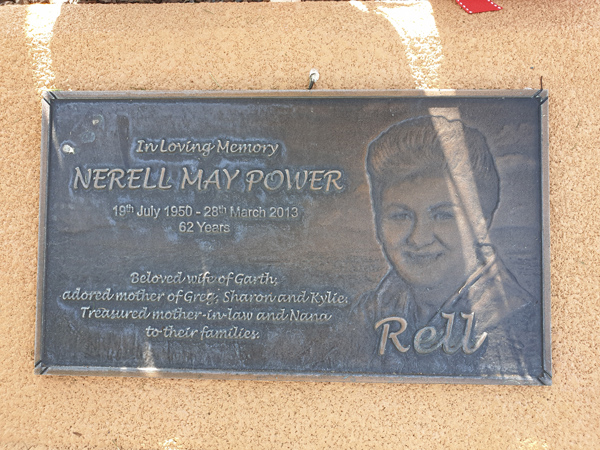 In Loving Memory
NERELL MAY POWER
19th July 1950 - 28th March 2013
62 Years
Beloved wife of Garth,
adored mother of Greg, Sharon and Kylie.
Treasured mother-in-law and Nana
to their families.
Rell